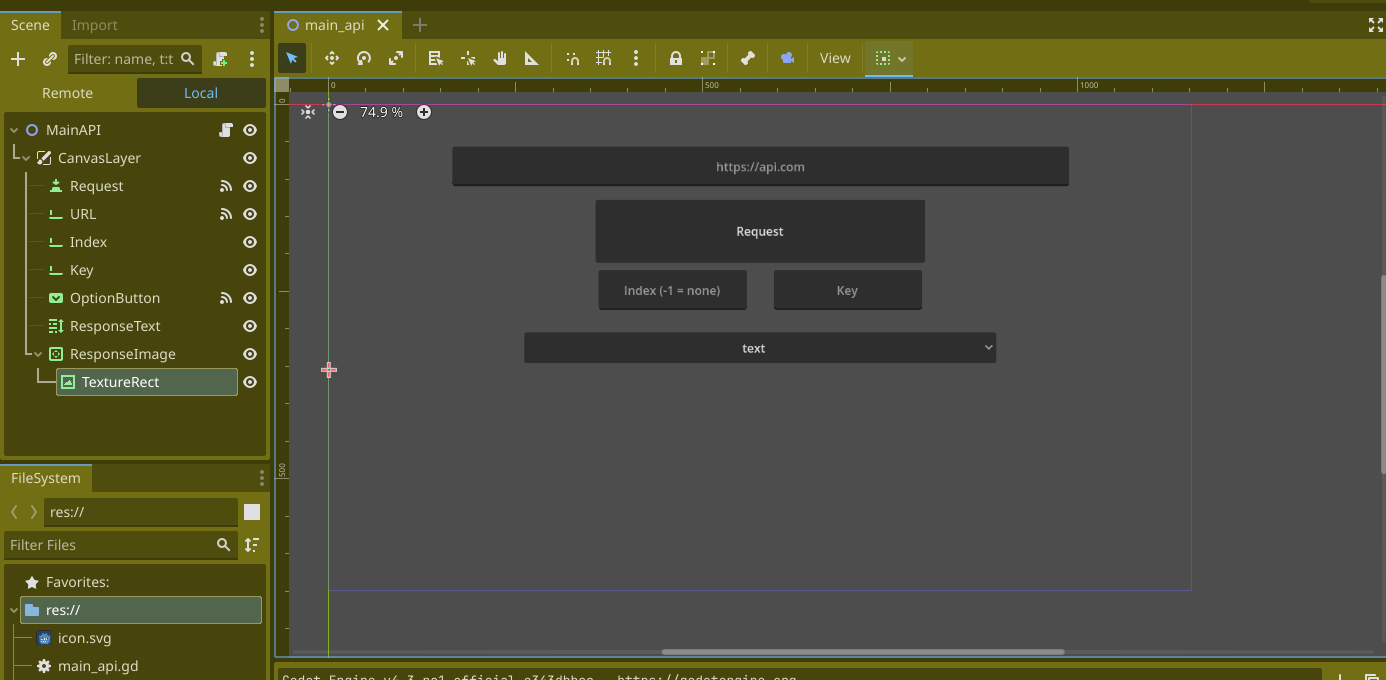 Scene Import
Filter: name, t:t
Remote Local
MainAPI
CanvasLayer
Request
URL
Index
Key
OptionButton
ResponseText
ResponseImage
TextureRect
FileSystem
res://
Filter Files
Favorites:
res://
icon.svg
main_api.gd
main_api
View
0 500 1000
0
500
74.9 %
https://api.com
Request
Index (-1 = none) Key
text